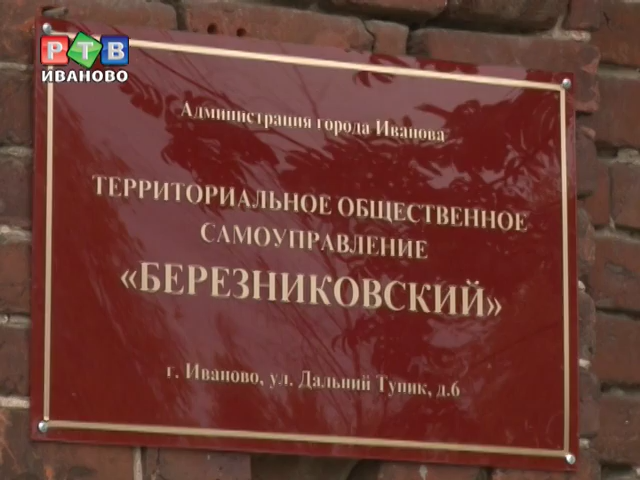 РТВ
ИВАНОВО
Администрация города Иванова
ТЕРРИТОРИАЛЬНОЕ ОБЩЕСТВЕННОЕ
САМОУПРАВЛЕНИЕ
«БЕРЕЗНИКОВСКИЙ»
г. Иваново, ул. Дальний Тупик, д.6